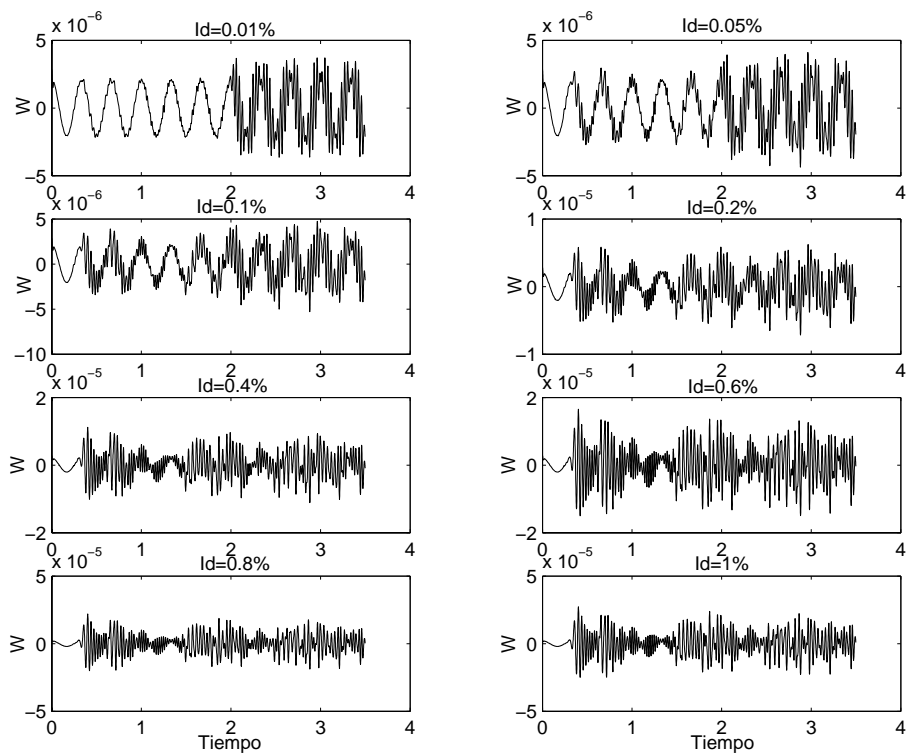 x 10^−6
Id=0.01%
5
0
−5
W
0 1 2 3 4
x 10^−6
Id=0.05%
5
0
−5
W
0 1 2 3 4
x 10^−6
Id=0.1%
5
0
−5
−10
W
0 1 2 3 4
x 10^−5
Id=0.2%
1
0
−1
W
0 1 2 3 4
x 10^−5
Id=0.4%
2
0
−2
W
0 1 2 3 4
x 10^−5
Id=0.6%
2
0
−2
W
0 1 2 3 4
x 10^−5
Id=0.8%
5
0
−5
W
0 1 2 3 4
Tiempo
x 10^−5
Id=1%
5
0
−5
W
0 1 2 3 4
Tiempo